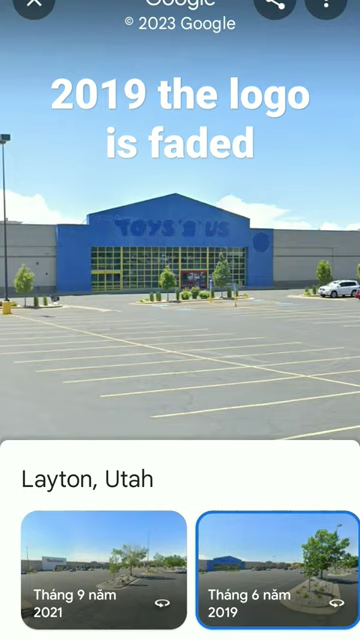 Google
© 2023 Google
2019 the logo
is faded
TOYS "R" US
Layton, Utah
Tháng 9 năm
2021
Tháng 6 năm
2019